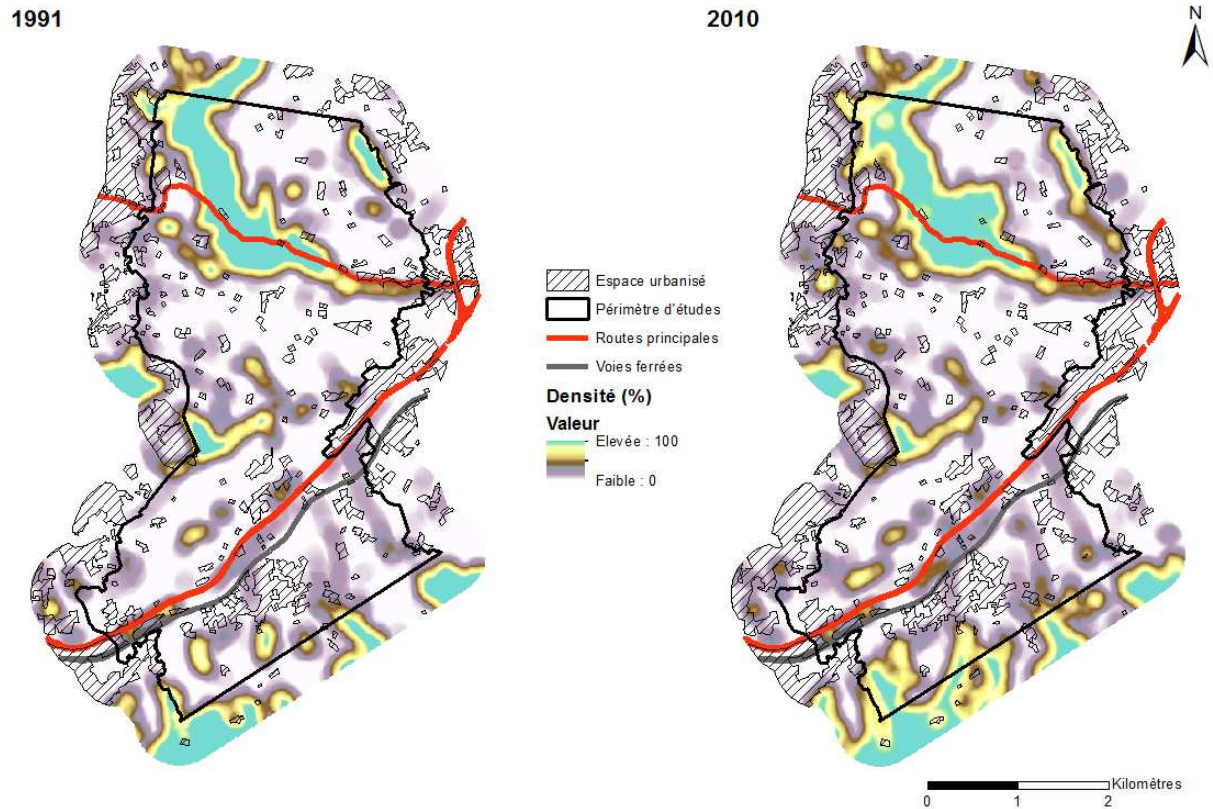 1991
2010
N
Espace urbanisé
Périmètre d'études
Routes principales
Voies ferrées
Densité (%)
Valeur
Elevée : 100
Faible : 0
Kilomètres
0 1 2